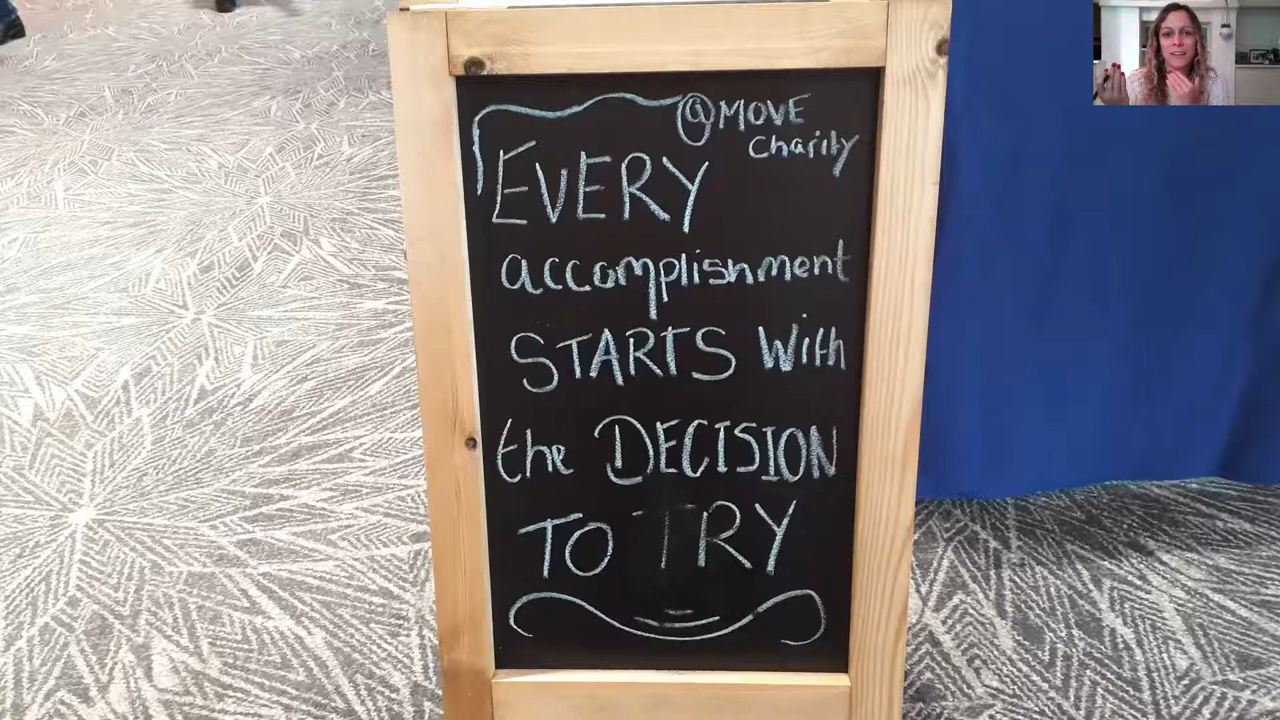 @MOVE
Charity
EVERY
accomplishment
STARTS With
the DECISION
TO TRY